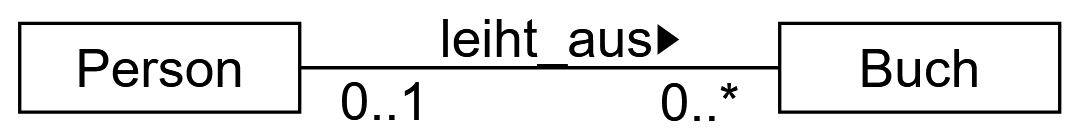 leiht_aus▶
Person
Buch
0..1
0..*